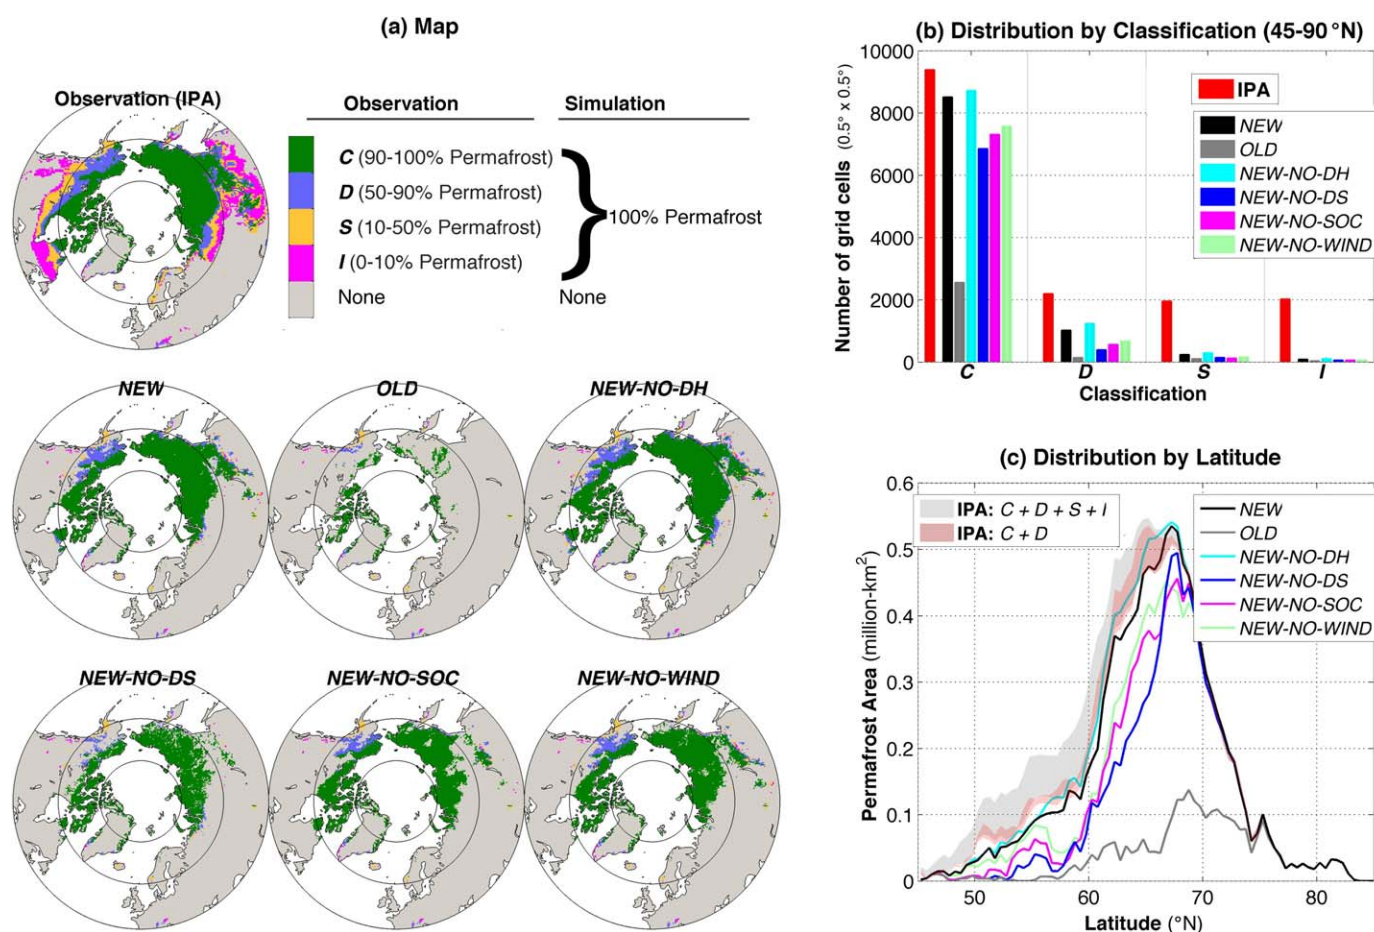 (a) Map
Observation (IPA)
Observation
Simulation
C (90-100% Permafrost)
D (50-90% Permafrost)
S (10-50% Permafrost)
I (0-10% Permafrost)
None
100% Permafrost
None
NEW
OLD
NEW-NO-DH
NEW-NO-DS
NEW-NO-SOC
NEW-NO-WIND
(b) Distribution by Classification (45-90 °N)
Number of grid cells (0.5° x 0.5°)
10000
8000
6000
4000
2000
0
IPA
NEW
OLD
NEW-NO-DH
NEW-NO-DS
NEW-NO-SOC
NEW-NO-WIND
C
D
S
I
Classification
(c) Distribution by Latitude
Permafrost Area (million-km²)
0.6
0.5
0.4
0.3
0.2
0.1
0
IPA: C + D + S + I
IPA: C + D
NEW
OLD
NEW-NO-DH
NEW-NO-DS
NEW-NO-SOC
NEW-NO-WIND
50
60
70
80
Latitude (°N)